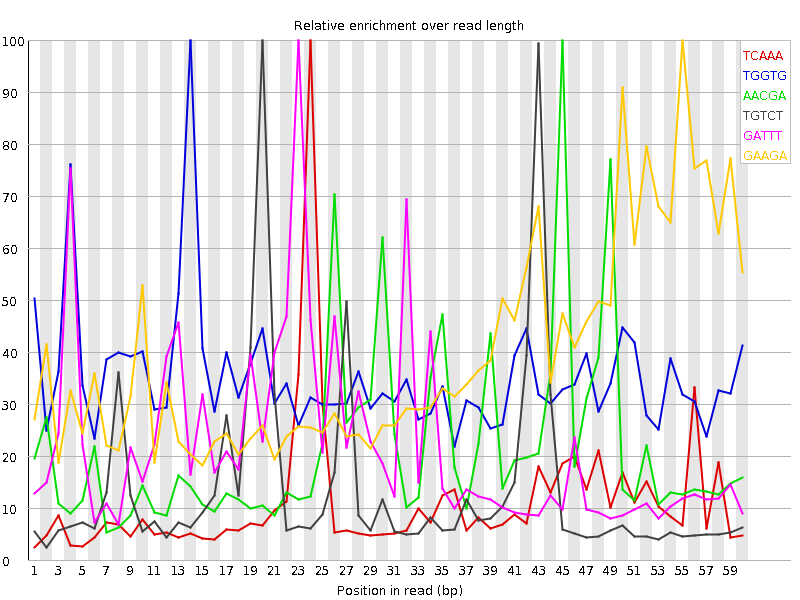 Relative enrichment over read length
100
90
80
70
60
50
40
30
20
10
0
TCAAA
TGGTG
AACGA
TGTCT
GATTT
GAAGA
1 3 5 7 9 11 13 15 17 19 21 23 25 27 29 31 33 35 37 39 41 43 45 47 49 51 53 55 57 59
Position in read (bp)